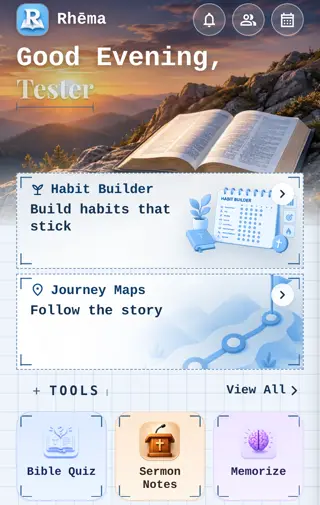 Rhēma
Good Evening,
Tester
Habit Builder
Build habits that
stick
HABIT BUILDER
Journey Maps
Follow the story
+ TOOLS
View All
Bible Quiz
Sermon
Notes
Memorize